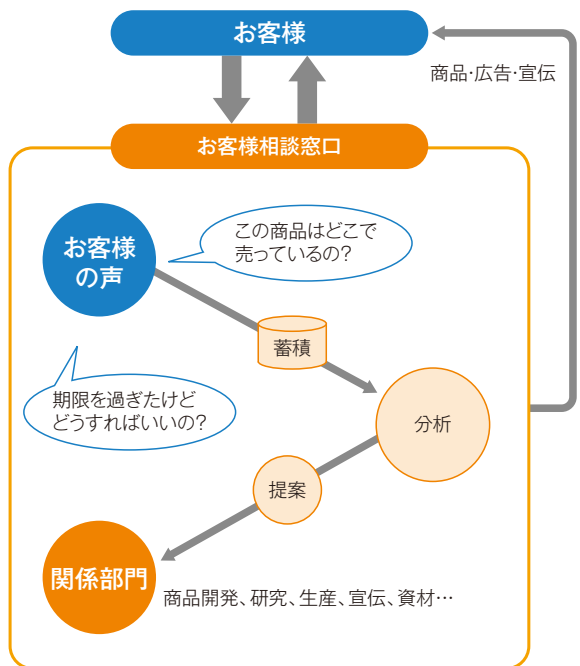 お客様
商品・広告・宣伝
お客様相談窓口
お客様
の声
この商品はどこで
売っているの?
蓄積
期限を過ぎたけど
どうすればいいの?
分析
提案
関係部門
商品開発、研究、生産、宣伝、資材…